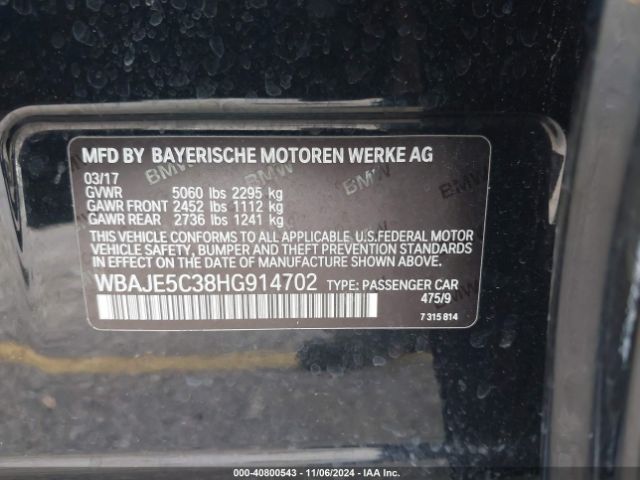 MFD BY BAYERISCHE MOTOREN WERKE AG
03/17
GVWR 5060 lbs 2295 kg
GAWR FRONT 2452 lbs 1112 kg
GAWR REAR 2736 lbs 1241 kg
THIS VEHICLE CONFORMS TO ALL APPLICABLE U.S.FEDERAL MOTOR
VEHICLE SAFETY, BUMPER AND THEFT PREVENTION STANDARDS
IN EFFECT ON THE DATE OF MANUFACTURE SHOWN ABOVE.
WBAJE5C38HG914702 TYPE: PASSENGER CAR
475/9
7 315 814
000-40800543 - 11/06/2024 - IAA Inc.